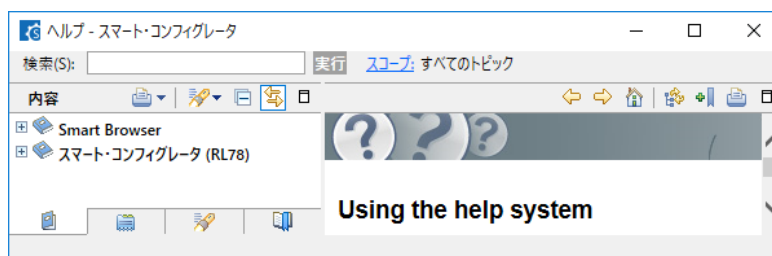 ヘルプ - スマート・コンフィグレータ
検索(S):
実行
スコープ: すべてのトピック
内容
Smart Browser
スマート・コンフィグレータ (RL78)
Using the help system